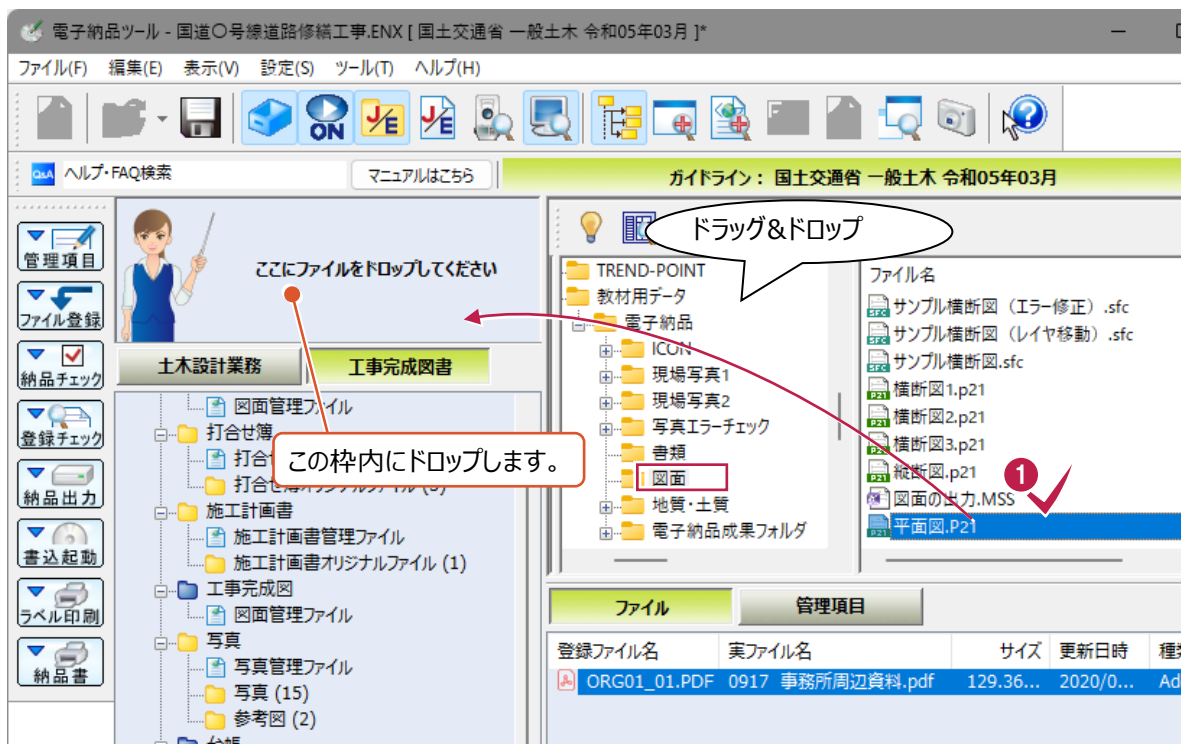 電子納品ツール - 国道〇号線道路修繕工事.ENX [ 国土交通省 一般土木 令和05年03月 ]*
ファイル(F) 編集(E) 表示(V) 設定(S) ツール(T) ヘルプ(H)
ON
J/E
J/E
Q&A ヘルプ・FAQ検索 マニュアルはこちら
ガイドライン： 国土交通省 一般土木 令和05年03月
管理項目
ファイル登録
納品チェック
登録チェック
納品出力
書込起動
ラベル印刷
納品書
ここにファイルをドロップしてください
土木設計業務 工事完成図書
図面管理ファイル
打合せ簿
打合せ簿オリジナルファイル
施工計画書
施工計画書管理ファイル
施工計画書オリジナルファイル (1)
工事完成図
図面管理ファイル
写真
写真管理ファイル
写真 (15)
参考図 (2)
台帳
この枠内にドロップします。
ドラッグ&ドロップ
TREND-POINT
教材用データ
電子納品
ICON
現場写真1
現場写真2
写真エラーチェック
書類
図面
地質・土質
電子納品成果フォルダ
ファイル名
サンプル横断図（エラー修正）.sfc
サンプル横断図（レイヤ移動）.sfc
サンプル横断図.sfc
横断図1.p21
横断図2.p21
横断図3.p21
縦断図.p21
図面の出力.MSS
平面図.P21
1
ファイル 管理項目
登録ファイル名 実ファイル名 サイズ 更新日時 種類
ORG01_01.PDF 0917 事務所周辺資料.pdf 129.36... 2020/0... Ad